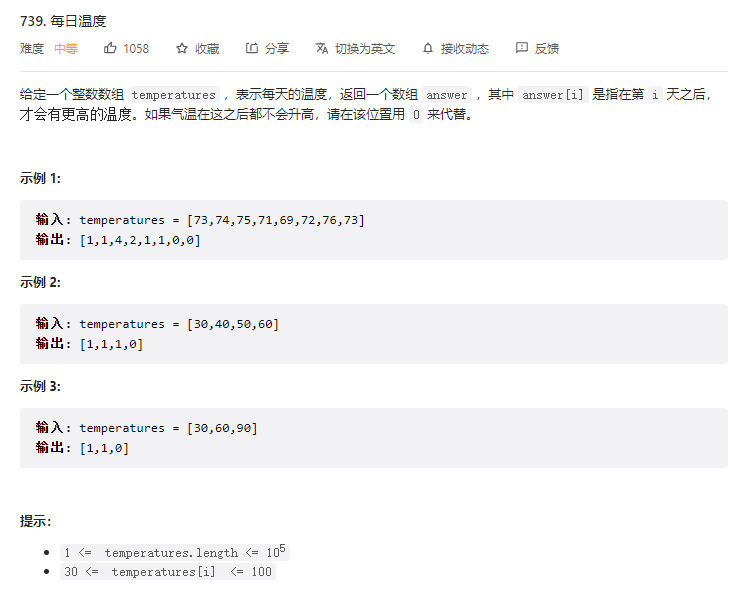 739. 每日温度
难度 中等 1058 收藏 分享 切换为英文 接收动态 反馈
给定一个整数数组 temperatures ，表示每天的温度，返回一个数组 answer ，其中 answer[i] 是指在第 i 天之后，
才会有更高的温度。如果气温在这之后都不会升高，请在该位置用 0 来代替。
示例 1:
输入: temperatures = [73,74,75,71,69,72,76,73]
输出: [1,1,4,2,1,1,0,0]
示例 2:
输入: temperatures = [30,40,50,60]
输出: [1,1,1,0]
示例 3:
输入: temperatures = [30,60,90]
输出: [1,1,0]
提示：
1 <= temperatures.length <= 10⁵
30 <= temperatures[i] <= 100